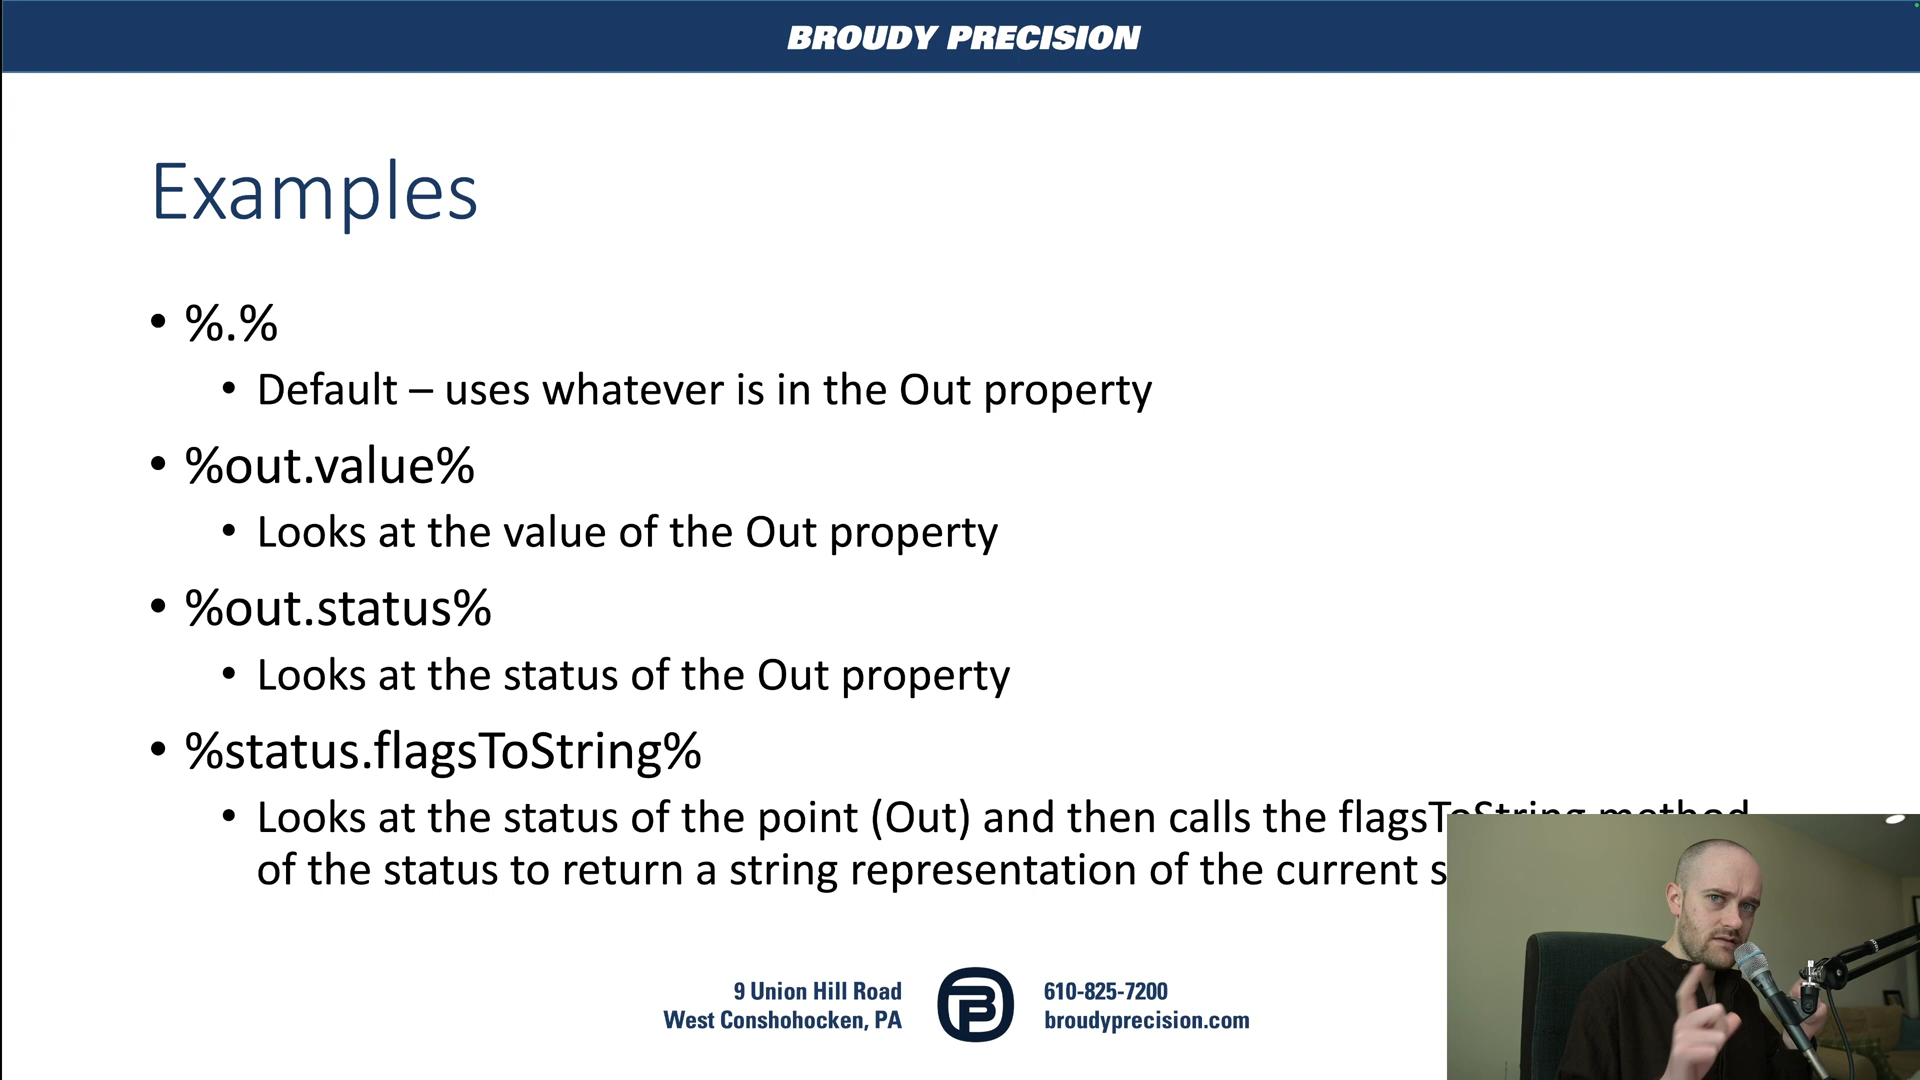 BROUDY PRECISION
Examples
• %.%
• Default – uses whatever is in the Out property
• %out.value%
• Looks at the value of the Out property
• %out.status%
• Looks at the status of the Out property
• %status.flagsToString%
• Looks at the status of the point (Out) and then calls the flagsToString method
of the status to return a string representation of the current
9 Union Hill Road
West Conshohocken, PA
610-825-7200
broudyprecision.com